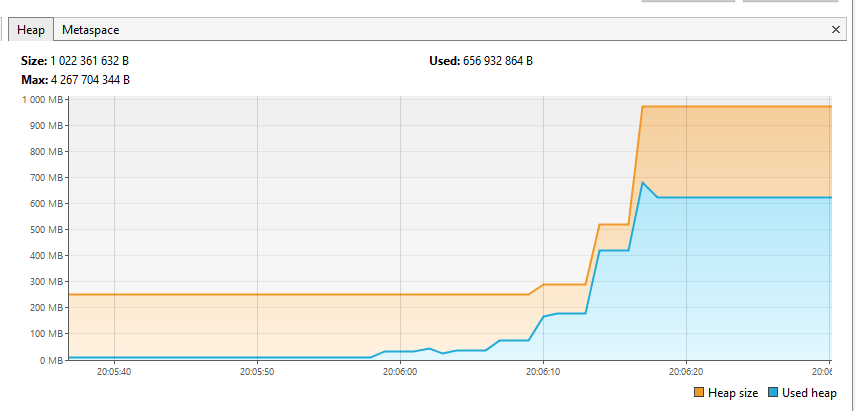 Heap Metaspace ×
Size: 1 022 361 632 B Used: 656 932 864 B
Max: 4 267 704 344 B
1 000 MB
900 MB
800 MB
700 MB
600 MB
500 MB
400 MB
300 MB
200 MB
100 MB
0 MB
20:05:40 20:05:50 20:06:00 20:06:10 20:06:20 20:06
Heap size Used heap